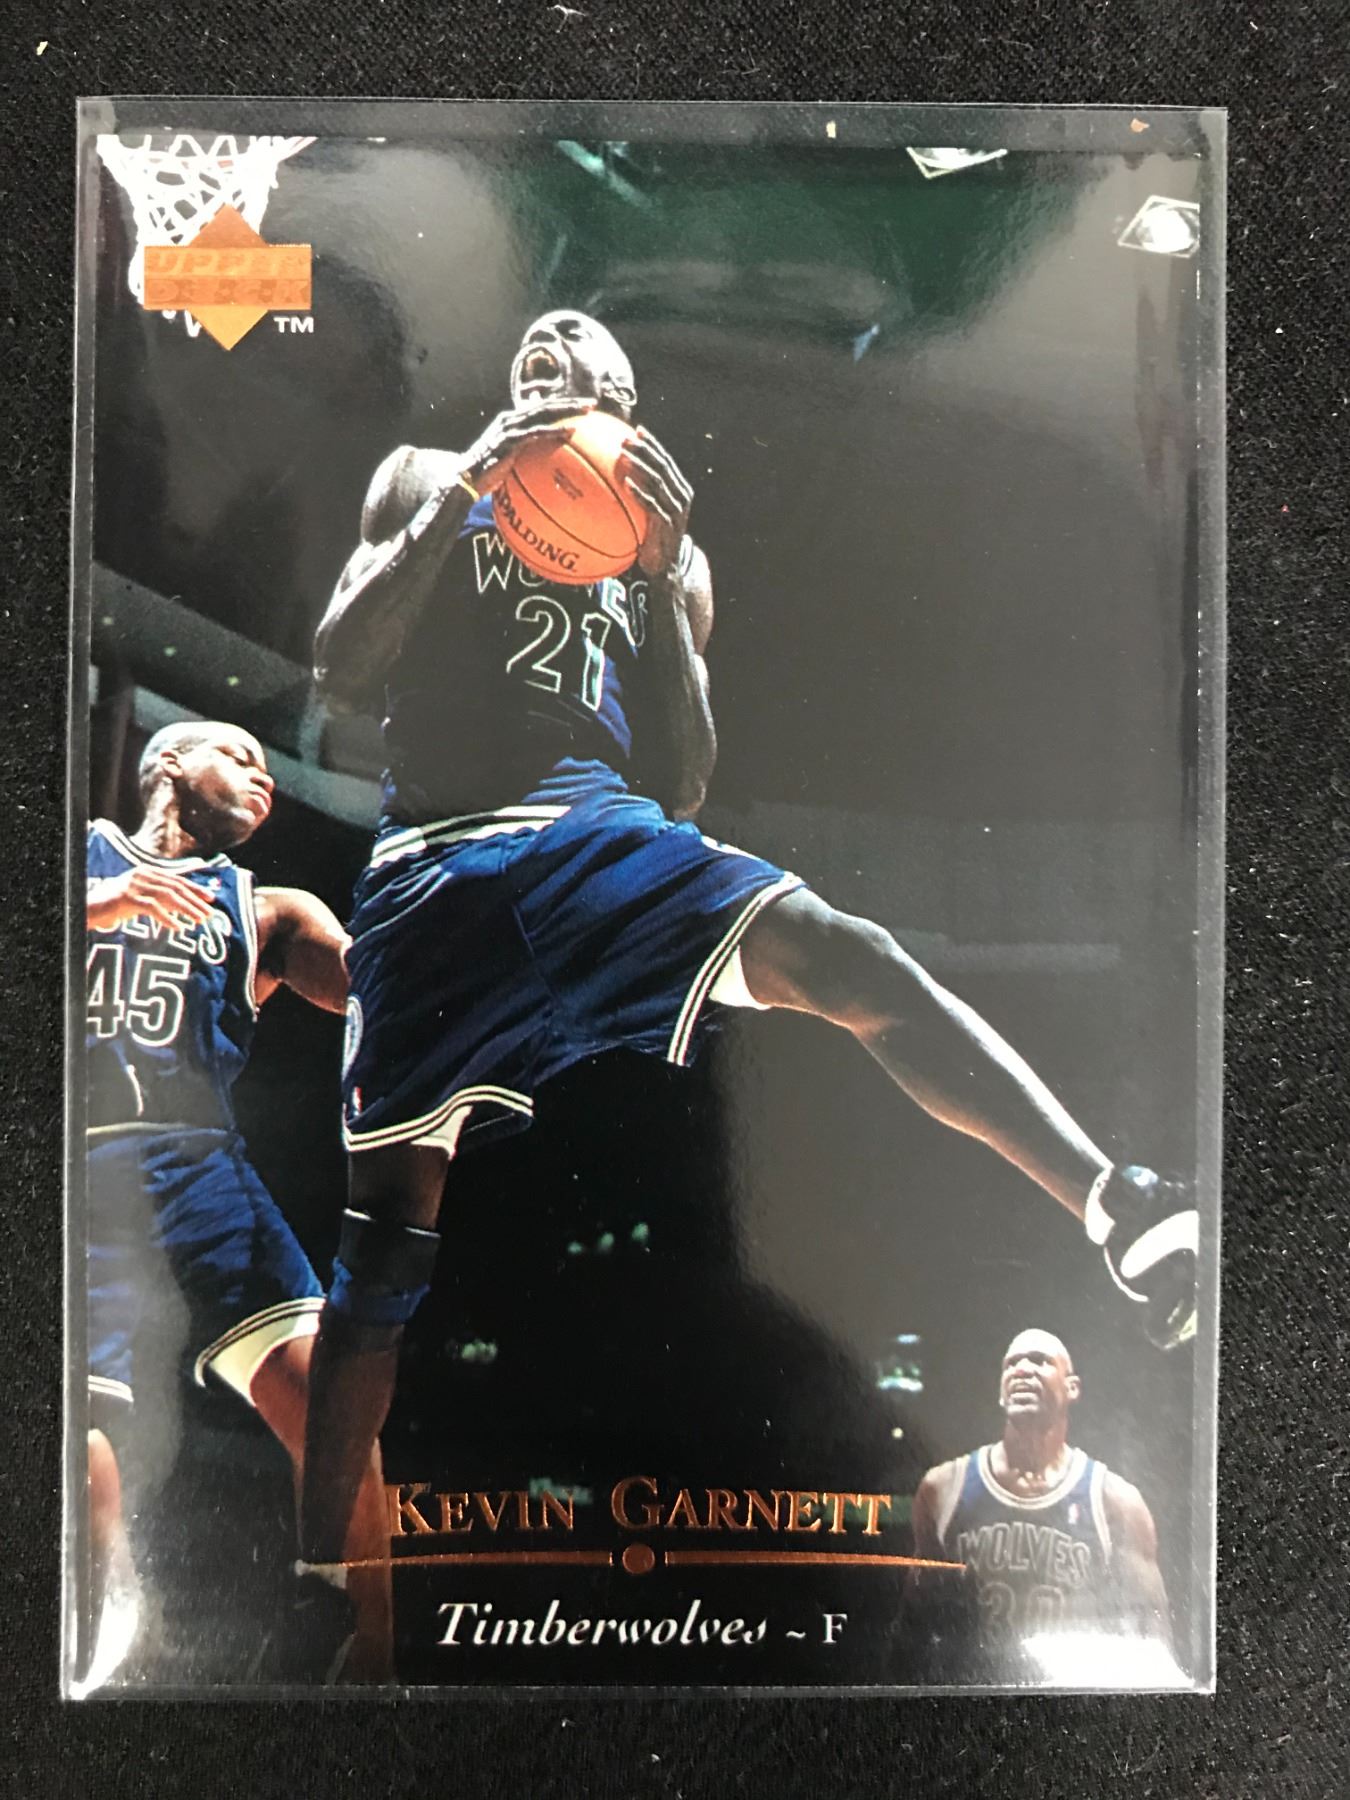 UPPER
DECK
TM
SPALDING
WOLVES
21
WOLVES
45
KEVIN GARNETT
WOLVES
30
Timberwolves ~ F